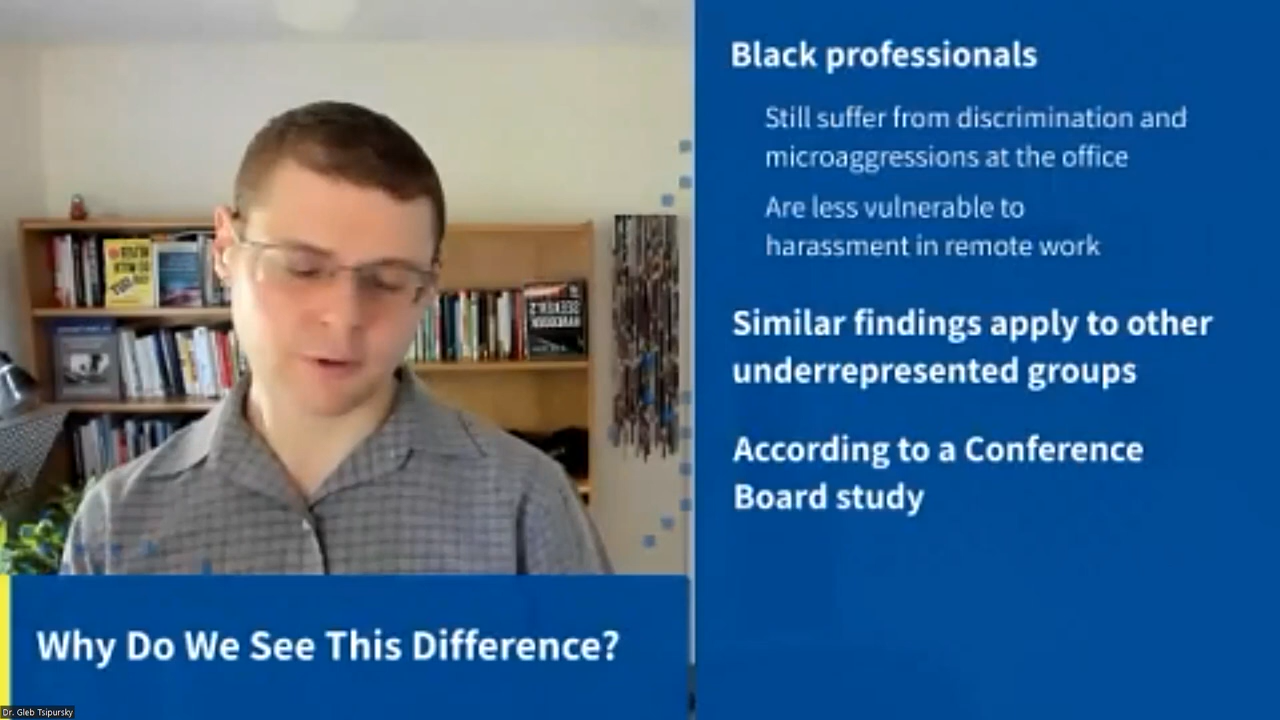 Black professionals
Still suffer from discrimination and
microaggressions at the office
Are less vulnerable to
harassment in remote work
Similar findings apply to other
underrepresented groups
According to a Conference
Board study
Why Do We See This Difference?
Dr. Gleb Tsipursky